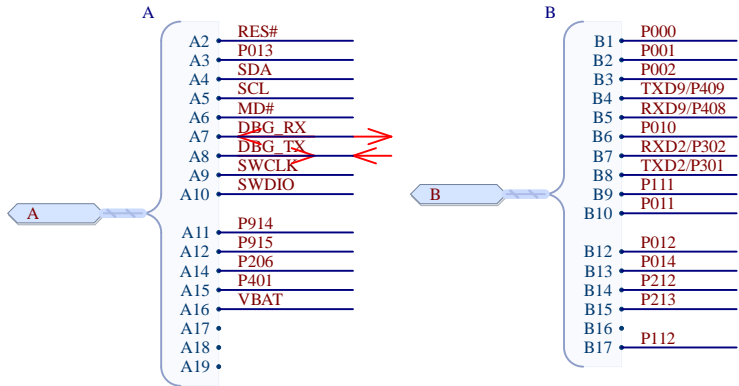 A
A2 RES#
A3 P013
A4 SDA
A5 SCL
A6 MD#
A7 DBG_RX
A8 DBG_TX
A9 SWCLK
A10 SWDIO
A
A11 P914
A12 P915
A14 P206
A15 P401
A16 VBAT
A17
A18
A19
B
B1 P000
B2 P001
B3 P002
B4 TXD9/P409
B5 RXD9/P408
B6 P010
B7 RXD2/P302
B8 TXD2/P301
B9 P111
B
B10 P011
B12 P012
B13 P014
B14 P212
B15 P213
B16
B17 P112